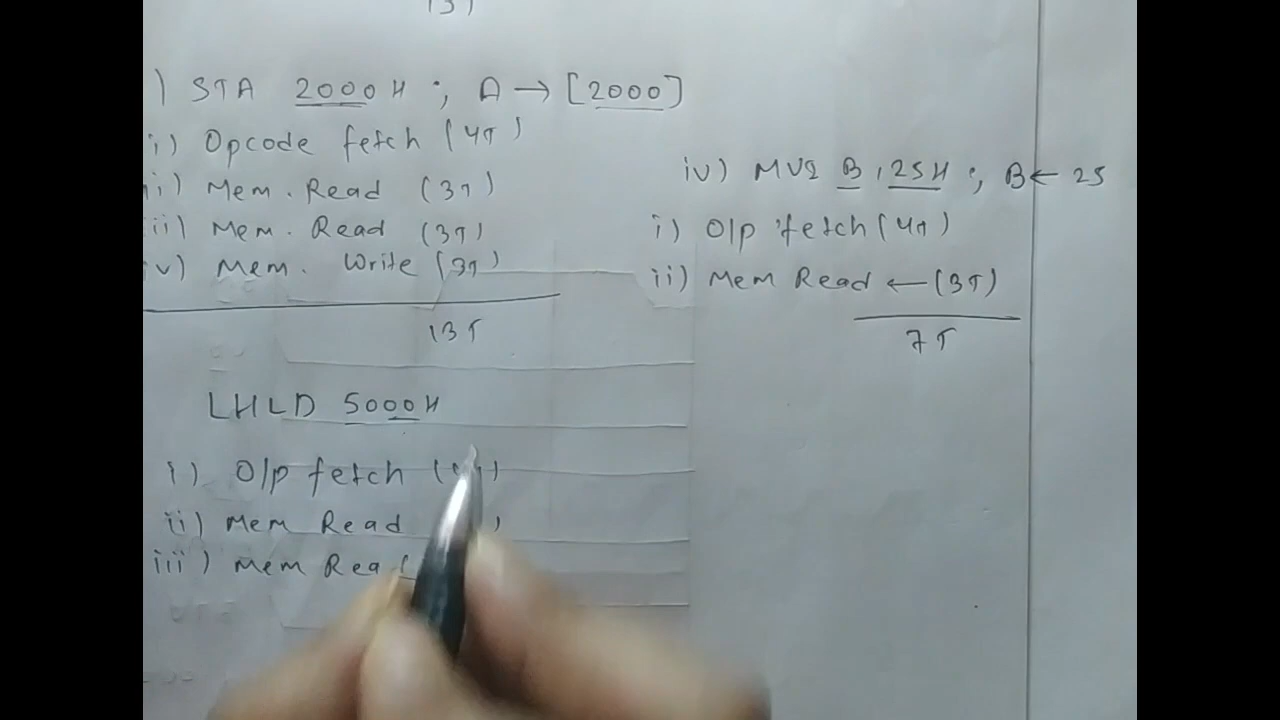 13)
) STA 2000H ; A → [2000]
i) Opcode fetch (4T)
ii) Mem. Read (3T)
iii) Mem. Read (3T)
iv) Mem. Write (3T)
13T
LHLD 5000H
i) O/p fetch
ii) Mem Read
iii) Mem Rea
iv) MVI B, 25H ; B ← 25
i) O/p fetch (4T)
ii) Mem Read ← (3T)
7T